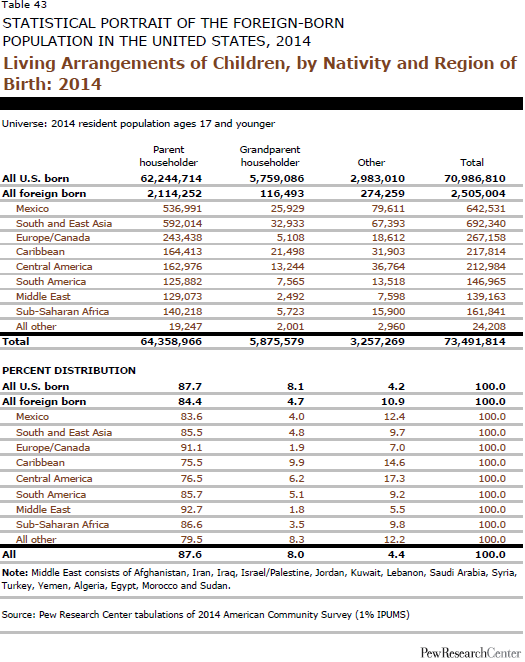 Table 43
STATISTICAL PORTRAIT OF THE FOREIGN-BORN
POPULATION IN THE UNITED STATES, 2014
Living Arrangements of Children, by Nativity and Region of
Birth: 2014
Universe: 2014 resident population ages 17 and younger
Parent householder Grandparent householder Other Total
All U.S. born 62,244,714 5,759,086 2,983,010 70,986,810
All foreign born 2,114,252 116,493 274,259 2,505,004
Mexico 536,991 25,929 79,611 642,531
South and East Asia 592,014 32,933 67,393 692,340
Europe/Canada 243,438 5,108 18,612 267,158
Caribbean 164,413 21,498 31,903 217,814
Central America 162,976 13,244 36,764 212,984
South America 125,882 7,565 13,518 146,965
Middle East 129,073 2,492 7,598 139,163
Sub-Saharan Africa 140,218 5,723 15,900 161,841
All other 19,247 2,001 2,960 24,208
Total 64,358,966 5,875,579 3,257,269 73,491,814
PERCENT DISTRIBUTION
All U.S. born 87.7 8.1 4.2 100.0
All foreign born 84.4 4.7 10.9 100.0
Mexico 83.6 4.0 12.4 100.0
South and East Asia 85.5 4.8 9.7 100.0
Europe/Canada 91.1 1.9 7.0 100.0
Caribbean 75.5 9.9 14.6 100.0
Central America 76.5 6.2 17.3 100.0
South America 85.7 5.1 9.2 100.0
Middle East 92.7 1.8 5.5 100.0
Sub-Saharan Africa 86.6 3.5 9.8 100.0
All other 79.5 8.3 12.2 100.0
All 87.6 8.0 4.4 100.0
Note: Middle East consists of Afghanistan, Iran, Iraq, Israel/Palestine, Jordan, Kuwait, Lebanon, Saudi Arabia, Syria,
Turkey, Yemen, Algeria, Egypt, Morocco and Sudan.
Source: Pew Research Center tabulations of 2014 American Community Survey (1% IPUMS)
PewResearchCenter